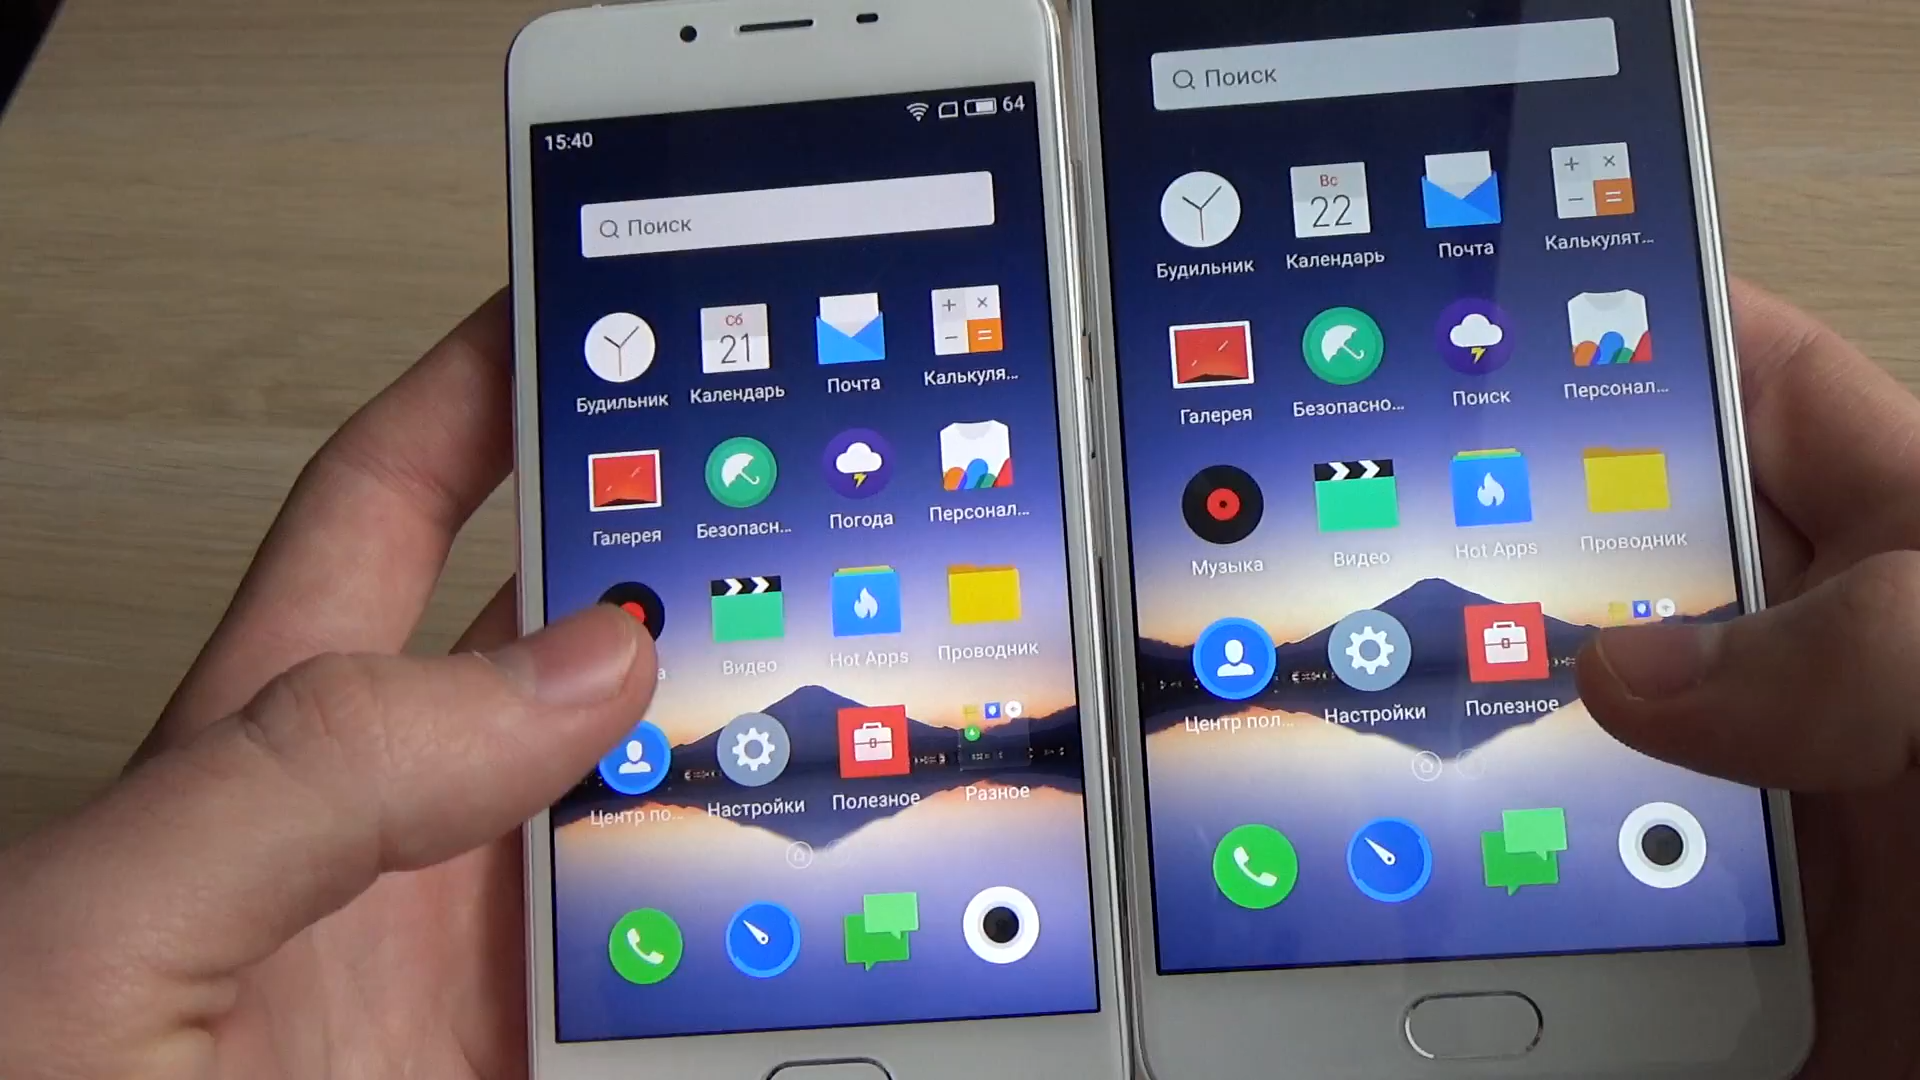 15:40
64
Поиск
Сб
21
Будильник
Календарь
Почта
Калькуля...
Галерея
Безопасн...
Погода
Персонал...
а
Видео
Hot Apps
Проводник
Центр по...
Настройки
Полезное
Разное
Поиск
Вс
22
Будильник
Календарь
Почта
Калькулят...
Галерея
Безопасно...
Поиск
Персонал...
Музыка
Видео
Hot Apps
Проводник
Центр пол...
Настройки
Полезное